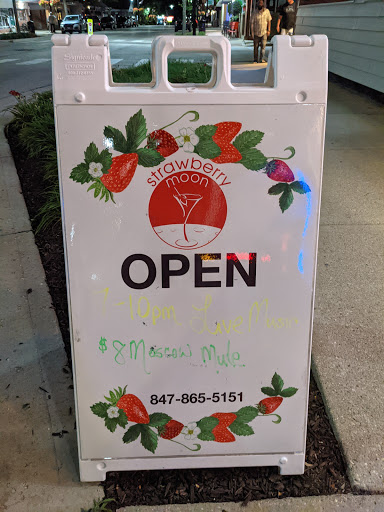 strawberry
moon
OPEN
7-10pm Live Music
$8 Moscow Mule
847-865-5151